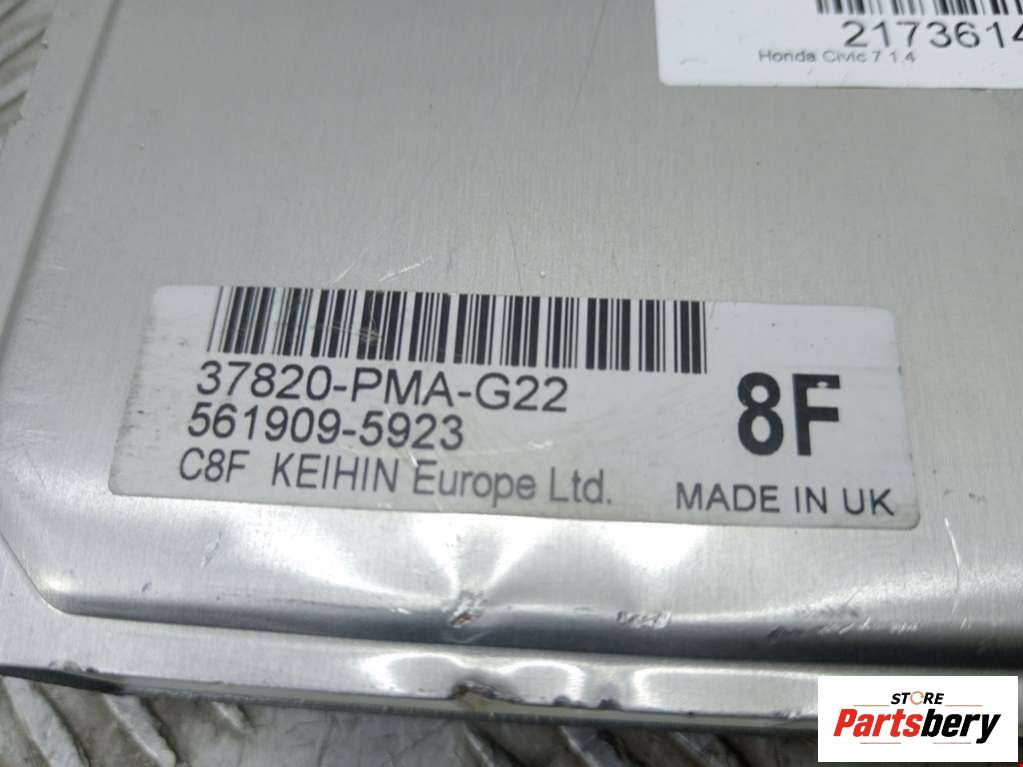 2173614
Honda Civic 7 1.4
37820-PMA-G22
561909-5923
8F
C8F KEIHIN Europe Ltd.
MADE IN UK
STORE
Partsbery